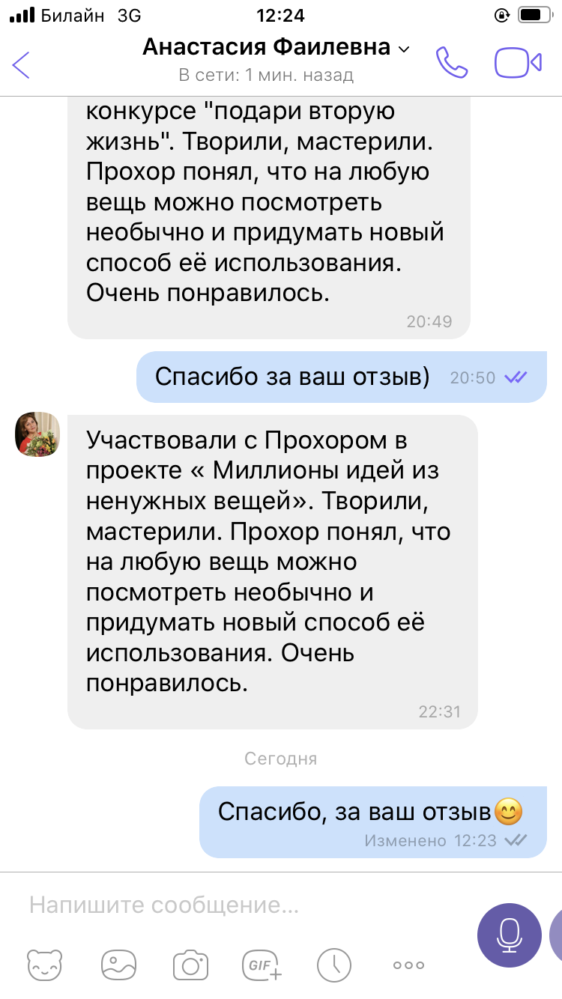 Билайн 3G 12:24
Анастасия Фаилевна
В сети: 1 мин. назад
конкурсе "подари вторую
жизнь". Творили, мастерили.
Прохор понял, что на любую
вещь можно посмотреть
необычно и придумать новый
способ её использования.
Очень понравилось.
20:49
Спасибо за ваш отзыв) 20:50
Участвовали с Прохором в
проекте « Миллионы идей из
ненужных вещей». Творили,
мастерили. Прохор понял, что
на любую вещь можно
посмотреть необычно и
придумать новый способ её
использования. Очень
понравилось.
22:31
Сегодня
Спасибо, за ваш отзыв😊
Изменено 12:23
Напишите сообщение...
GIF